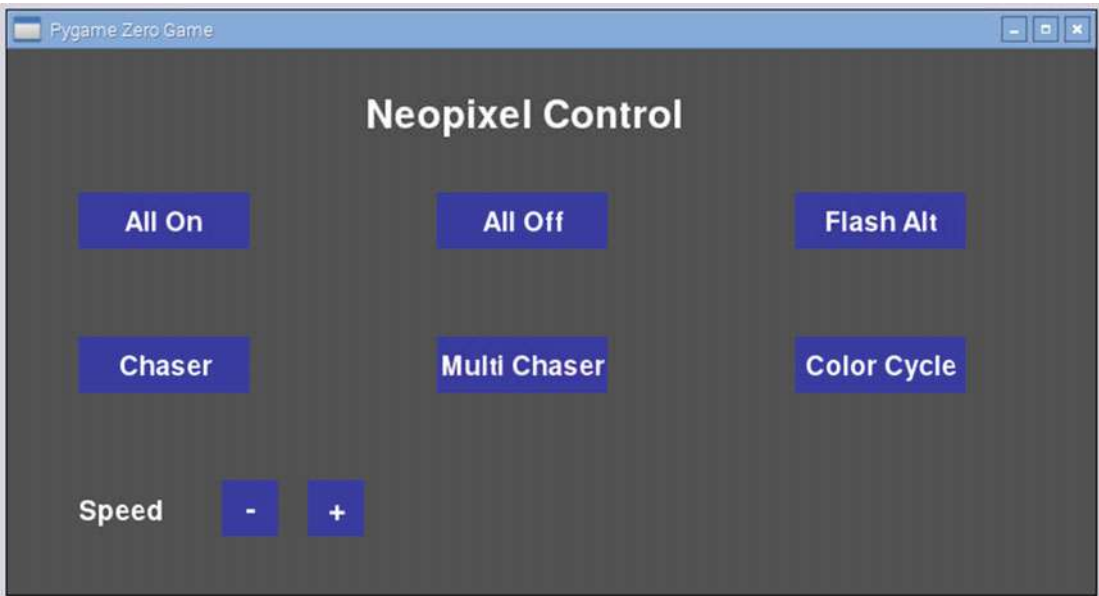 Pygame Zero Game
Neopixel Control
All On All Off Flash Alt
Chaser Multi Chaser Color Cycle
Speed - +